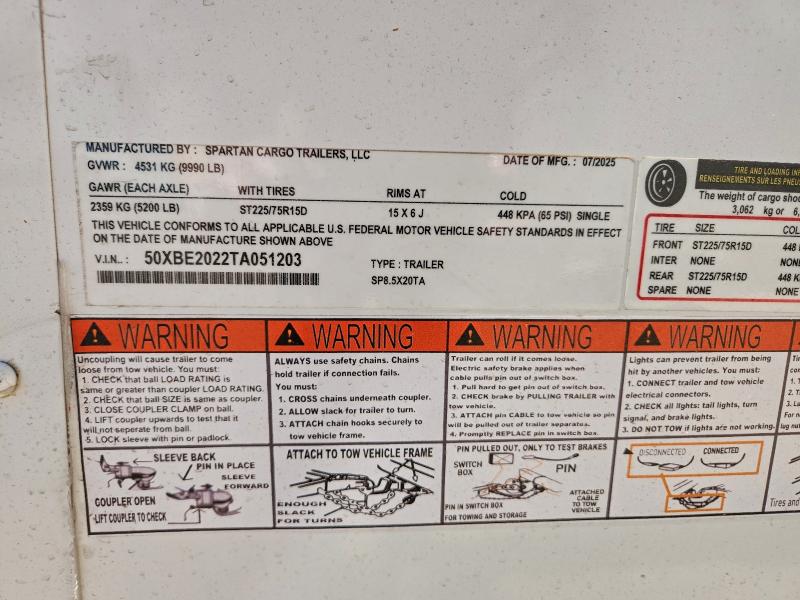 MANUFACTURED BY : SPARTAN CARGO TRAILERS, LLC
GVWR : 4531 KG (9990 LB) DATE OF MFG. : 07/2025
GAWR (EACH AXLE) WITH TIRES RIMS AT COLD
2359 KG (5200 LB) ST225/75R15D 15 X 6 J 448 KPA (65 PSI) SINGLE
THIS VEHICLE CONFORMS TO ALL APPLICABLE U.S. FEDERAL MOTOR VEHICLE SAFETY STANDARDS IN EFFECT
ON THE DATE OF MANUFACTURE SHOWN ABOVE
V.I.N.. : 50XBE2022TA051203 TYPE : TRAILER
SP8.5X20TA
TIRE AND LOADING
RENSEIGNEMENTS SUR LES
The weight of cargo
3,062 kg or
TIRE SIZE
FRONT ST225/75R15D 448
INTER NONE NONE
REAR ST225/75R15D 448
SPARE NONE NONE
WARNING
Uncoupling will cause trailer to come
loose from tow vehicle. You must:
1. CHECK that ball LOAD RATING is
same or greater than coupler LOAD RATING.
2. CHECK that ball SIZE is same as coupler.
3. CLOSE COUPLER CLAMP on ball.
4. LIFT coupler upwards to test that it
will not seperate from ball.
5. LOCK sleeve with pin or padlock.
SLEEVE BACK
PIN IN PLACE
SLEEVE
FORWARD
COUPLER OPEN
-LIFT COUPLER TO CHECK
WARNING
ALWAYS use safety chains. Chains
hold trailer if connection fails.
You must:
1. CROSS chains underneath coupler.
2. ALLOW slack for trailer to turn.
3. ATTACH chain hooks securely to
tow vehicle frame.
ATTACH TO TOW VEHICLE FRAME
ENOUGH
SLACK
FOR TURNS
WARNING
Trailer can roll if it comes loose.
Electric safety brake applies when
cable pulls pin out of switch box.
1. Pull hard to get pin out of switch box.
2. CHECK brake by PULLING TRAILER with
tow vehicle.
3. ATTACH pin CABLE to tow vehicle so pin
will be pulled out of trailer separates.
4. Promptly REPLACE pin in switch box.
PIN PULLED OUT, ONLY TO TEST BRAKES
SWITCH
BOX
PIN
ATTACHED
CABLE TO
TOW
VEHICLE
PIN IN SWITCH BOX
FOR TOWING AND STORAGE
WARNING
Lights can prevent trailer from being
hit by another vehicles. You must:
1. CONNECT trailer and tow vehicle
electrical connectors.
2. CHECK all lights: tail lights, turn
signal, and brake lights.
3. DO NOT TOW if lights are not working.
DISCONNECTED CONNECTED
Tires and